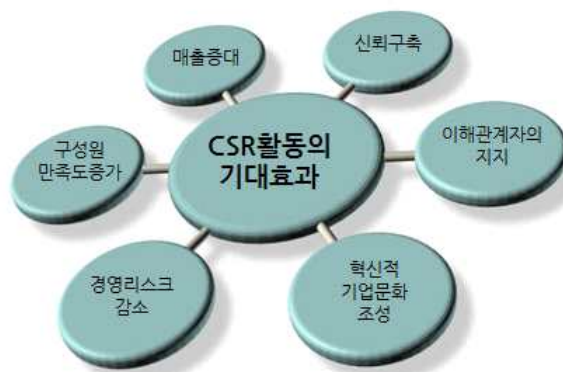 매출증대
신뢰구축
CSR활동의
기대효과
구성원
만족도증가
이해관계자의
지지
경영리스크
감소
혁신적
기업문화
조성